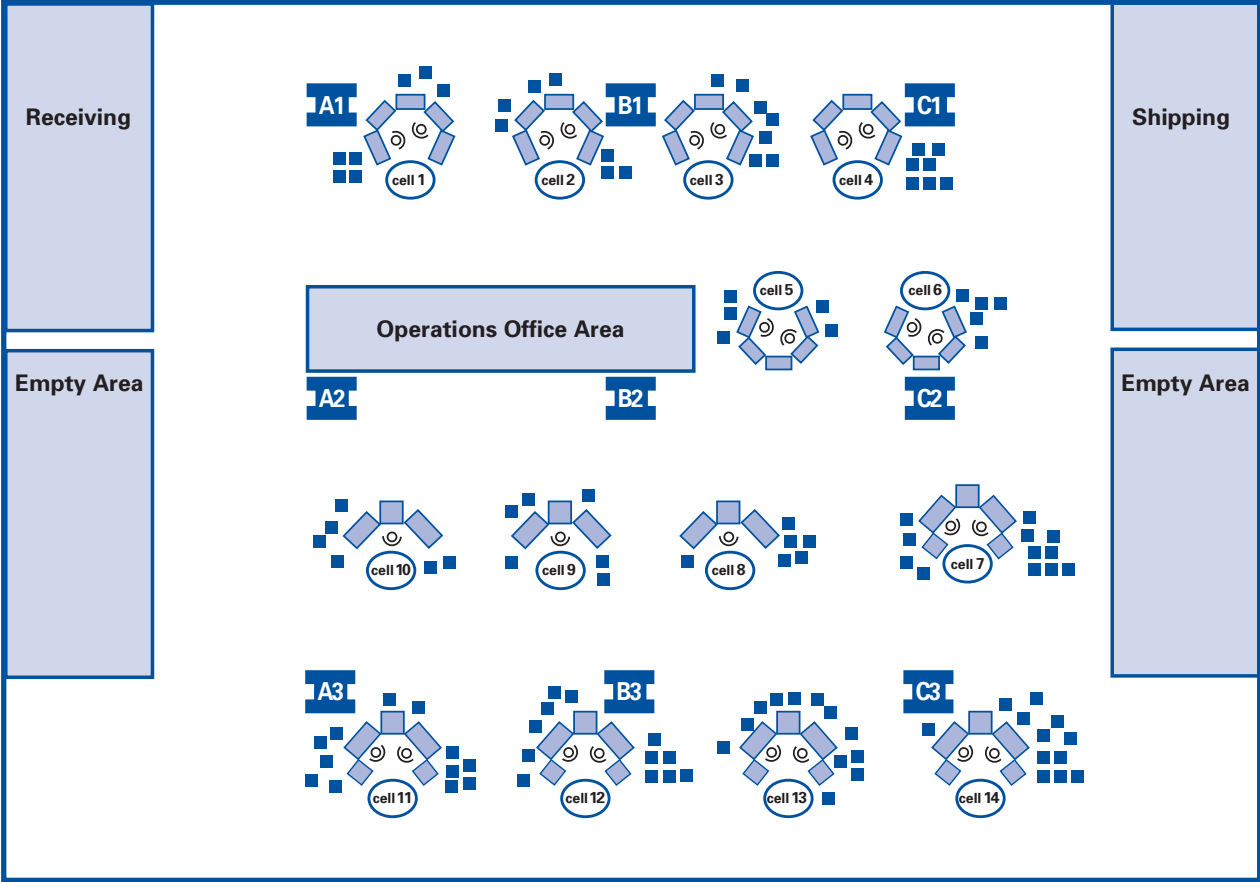 Receiving
Shipping
A1
B1
C1
cell 1
cell 2
cell 3
cell 4
cell 5
cell 6
Operations Office Area
Empty Area
Empty Area
A2
B2
C2
cell 10
cell 9
cell 8
cell 7
A3
B3
C3
cell 11
cell 12
cell 13
cell 14